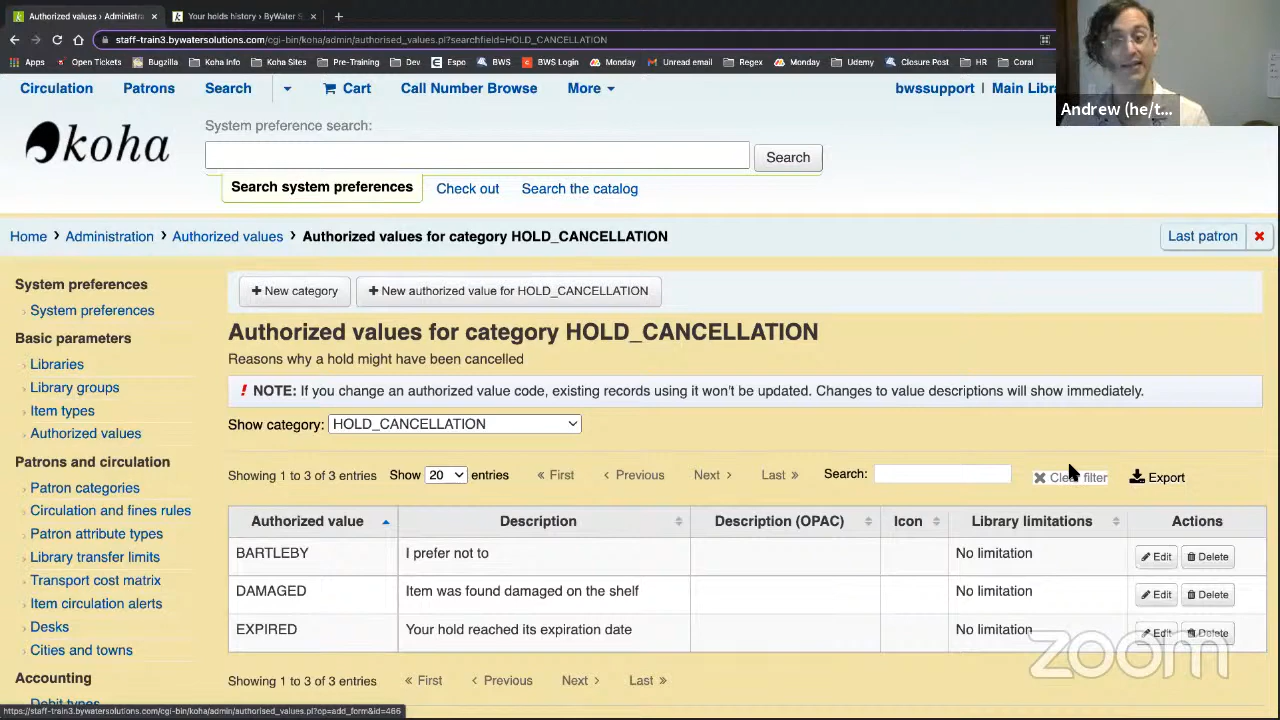 Authorized values › Administra
Your holds history › ByWater S
staff-train3.bywatersolutions.com/cgi-bin/koha/admin/authorised_values.pl?searchfield=HOLD_CANCELLATION
Apps Open Tickets Bugzilla Koha Info Koha Sites Pre-Training Dev Espo BWS BWS Login Monday Unread email Regex Monday Udemy Closure Post HR Coral
Circulation Patrons Search Cart Call Number Browse More bwssupport | Main Libra
Andrew (he/t...
koha
System preference search:
Search
Search system preferences Check out Search the catalog
Home › Administration › Authorized values › Authorized values for category HOLD_CANCELLATION Last patron
System preferences
System preferences
Basic parameters
Libraries
Library groups
Item types
Authorized values
Patrons and circulation
Patron categories
Circulation and fines rules
Patron attribute types
Library transfer limits
Transport cost matrix
Item circulation alerts
Desks
Cities and towns
Accounting
Debit types
+ New category + New authorized value for HOLD_CANCELLATION
Authorized values for category HOLD_CANCELLATION
Reasons why a hold might have been cancelled
! NOTE: If you change an authorized value code, existing records using it won't be updated. Changes to value descriptions will show immediately.
Show category: HOLD_CANCELLATION
Showing 1 to 3 of 3 entries Show 20 entries « First ‹ Previous Next › Last » Search: Clear filter Export
Authorized value Description Description (OPAC) Icon Library limitations Actions
BARTLEBY I prefer not to No limitation Edit Delete
DAMAGED Item was found damaged on the shelf No limitation Edit Delete
EXPIRED Your hold reached its expiration date No limitation Edit Delete
zoom
Showing 1 to 3 of 3 entries « First ‹ Previous Next › Last »
https://staff-train3.bywatersolutions.com/cgi-bin/koha/admin/authorised_values.pl?op=add_form&id=466